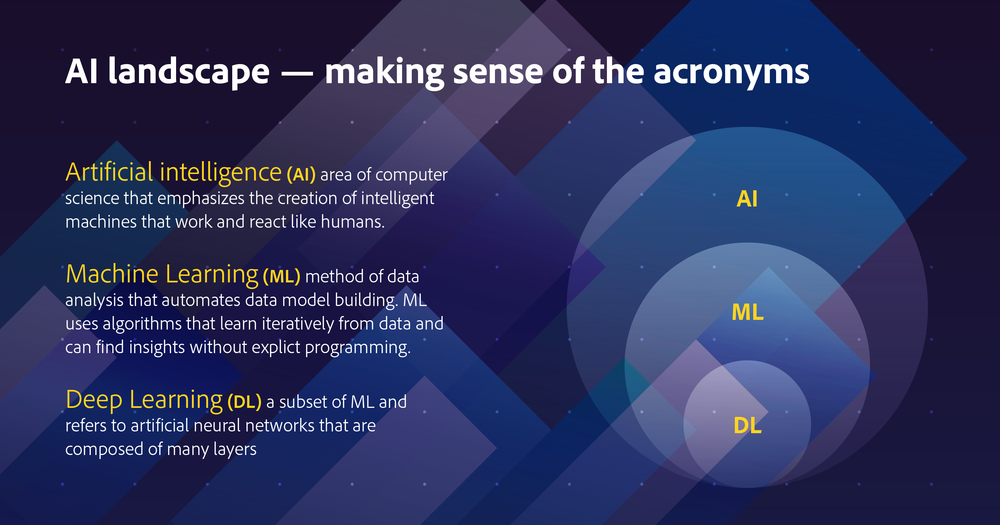 AI landscape — making sense of the acronyms
Artificial intelligence (AI) area of computer
science that emphasizes the creation of intelligent
machines that work and react like humans.
Machine Learning (ML) method of data
analysis that automates data model building. ML
uses algorithms that learn iteratively from data and
can find insights without explict programming.
Deep Learning (DL) a subset of ML and
refers to artificial neural networks that are
composed of many layers
AI
ML
DL